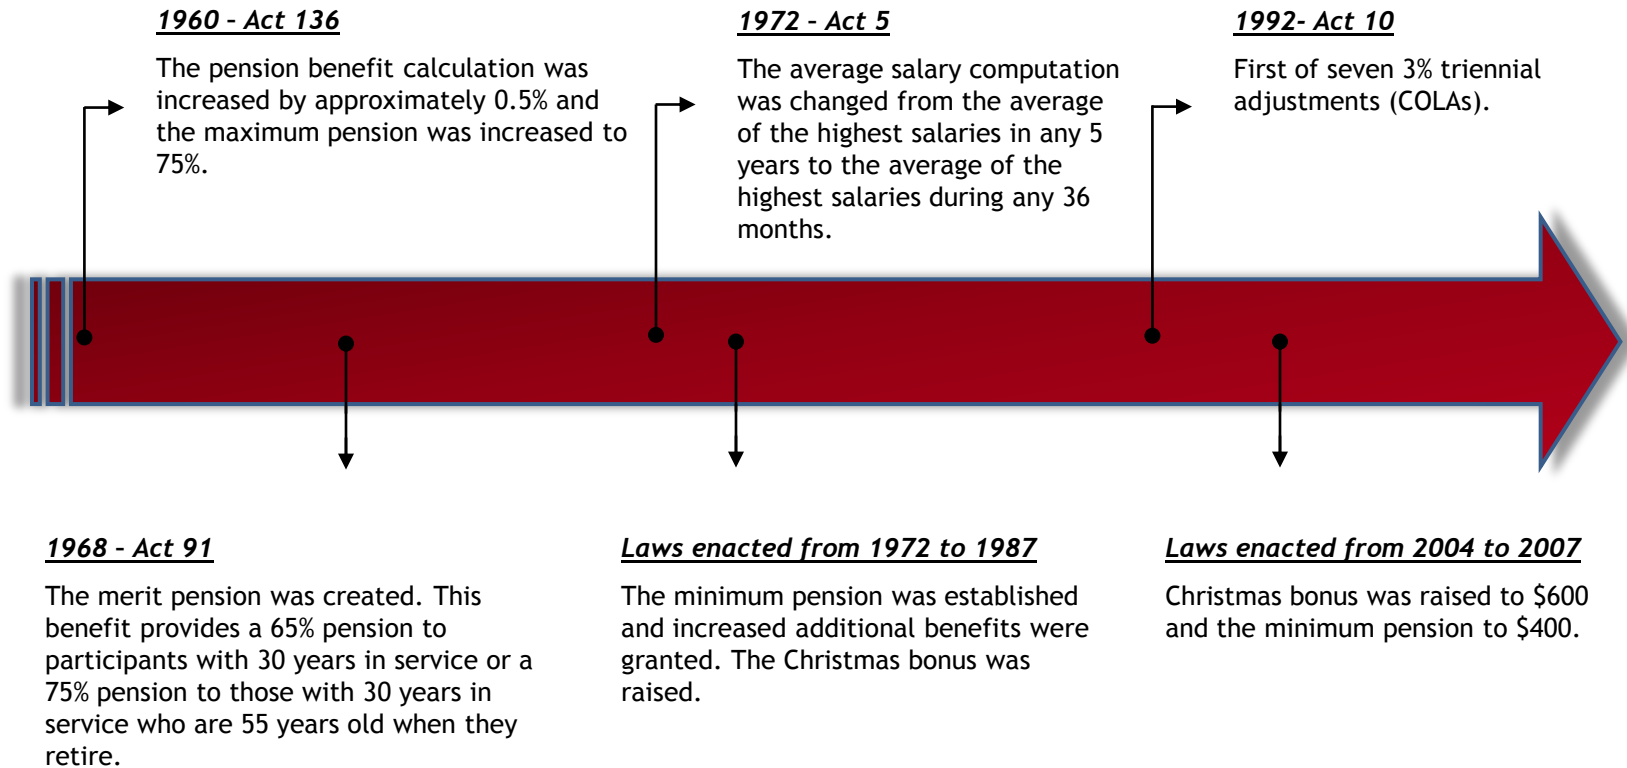 1960 – Act 136
The pension benefit calculation was
increased by approximately 0.5% and
the maximum pension was increased to
75%.
1972 – Act 5
The average salary computation
was changed from the average
of the highest salaries in any 5
years to the average of the
highest salaries during any 36
months.
1992- Act 10
First of seven 3% triennial
adjustments (COLAs).
1968 – Act 91
The merit pension was created. This
benefit provides a 65% pension to
participants with 30 years in service or a
75% pension to those with 30 years in
service who are 55 years old when they
retire.
Laws enacted from 1972 to 1987
The minimum pension was established
and increased additional benefits were
granted. The Christmas bonus was
raised.
Laws enacted from 2004 to 2007
Christmas bonus was raised to $600
and the minimum pension to $400.